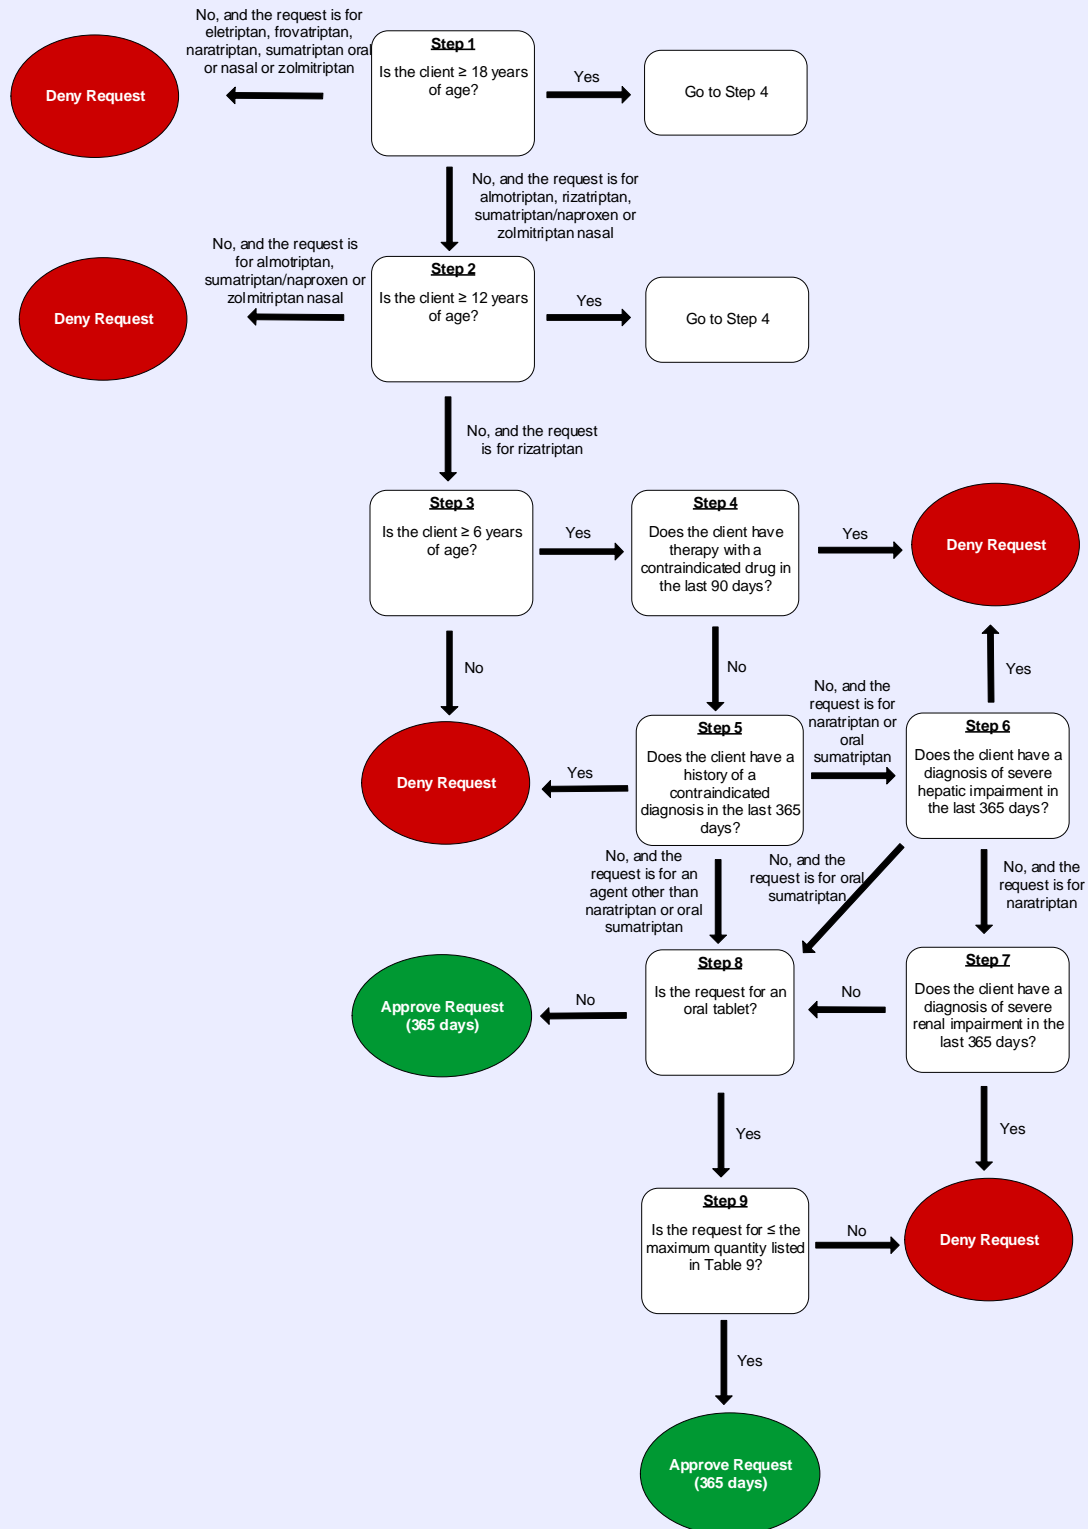 No, and the request is for
eletriptan, frovatriptan,
naratriptan, sumatriptan oral
or nasal or zolmitriptan
Deny Request
Step 1
Is the client ≥ 18 years
of age?
Yes
Go to Step 4
No, and the request is for
almotriptan, rizatriptan,
sumatriptan/naproxen or
zolmitriptan nasal
No, and the request is
for almotriptan,
sumatriptan/naproxen or
zolmitriptan nasal
Deny Request
Step 2
Is the client ≥ 12 years
of age?
Yes
Go to Step 4
No, and the request
is for rizatriptan
Step 3
Is the client ≥ 6 years
of age?
Yes
Step 4
Does the client have
therapy with a
contraindicated drug in
the last 90 days?
Yes
Deny Request
No
No
Yes
Deny Request
Yes
Step 5
Does the client have a
history of a
contraindicated
diagnosis in the last 365
days?
No, and the
request is for
naratriptan or
oral
sumatriptan
Step 6
Does the client have a
diagnosis of severe
hepatic impairment in
the last 365 days?
No, and the
request is for an
agent other than
naratriptan or oral
sumatriptan
No, and the
request is for oral
sumatriptan
No, and the
request is for
naratriptan
Approve Request
(365 days)
No
Step 8
Is the request for an
oral tablet?
No
Step 7
Does the client have a
diagnosis of severe
renal impairment in the
last 365 days?
Yes
Yes
Step 9
Is the request for ≤ the
maximum quantity listed
in Table 9?
No
Deny Request
Yes
Approve Request
(365 days)